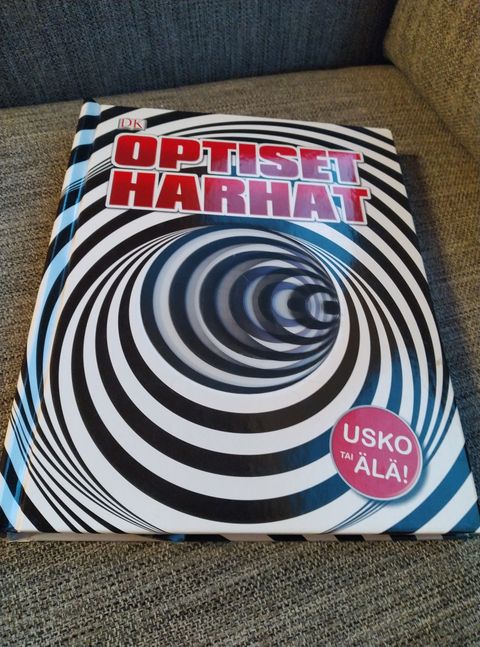 DK
OPTISET
HARHAT
USKO
TAI ÄLÄ!